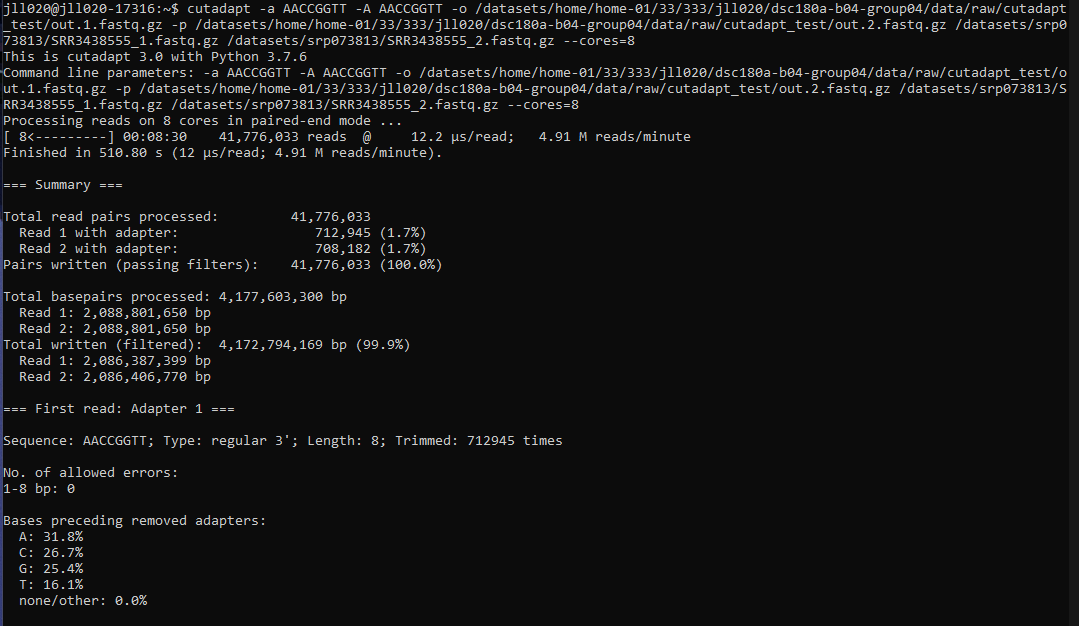 jll020@jll020-17316:~$ cutadapt -a AACCGGTT -A AACCGGTT -o /datasets/home/home-01/33/333/jll020/dsc180a-b04-group04/data/raw/cutadapt
_test/out.1.fastq.gz -p /datasets/home/home-01/33/333/jll020/dsc180a-b04-group04/data/raw/cutadapt_test/out.2.fastq.gz /datasets/srp0
73813/SRR3438555_1.fastq.gz /datasets/srp073813/SRR3438555_2.fastq.gz --cores=8
This is cutadapt 3.0 with Python 3.7.6
Command line parameters: -a AACCGGTT -A AACCGGTT -o /datasets/home/home-01/33/333/jll020/dsc180a-b04-group04/data/raw/cutadapt_test/o
ut.1.fastq.gz -p /datasets/home/home-01/33/333/jll020/dsc180a-b04-group04/data/raw/cutadapt_test/out.2.fastq.gz /datasets/srp073813/S
RR3438555_1.fastq.gz /datasets/srp073813/SRR3438555_2.fastq.gz --cores=8
Processing reads on 8 cores in paired-end mode ...
[ 8<---------] 00:08:30    41,776,033 reads  @     12.2 µs/read;   4.91 M reads/minute
Finished in 510.80 s (12 µs/read; 4.91 M reads/minute).
=== Summary ===
Total read pairs processed:         41,776,033
  Read 1 with adapter:                 712,945 (1.7%)
  Read 2 with adapter:                 708,182 (1.7%)
Pairs written (passing filters):    41,776,033 (100.0%)
Total basepairs processed: 4,177,603,300 bp
  Read 1: 2,088,801,650 bp
  Read 2: 2,088,801,650 bp
Total written (filtered):  4,172,794,169 bp (99.9%)
  Read 1: 2,086,387,399 bp
  Read 2: 2,086,406,770 bp
=== First read: Adapter 1 ===
Sequence: AACCGGTT; Type: regular 3'; Length: 8; Trimmed: 712945 times
No. of allowed errors:
1-8 bp: 0
Bases preceding removed adapters:
  A: 31.8%
  C: 26.7%
  G: 25.4%
  T: 16.1%
  none/other: 0.0%